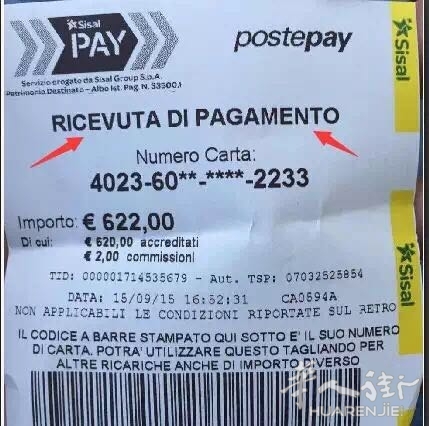 Sisal
PAY
postepay
Servizio erogato da Sisal Group S.p.A.
Patrimonio Destinato - Albo Ist. Pag. N. 33500.1
RICEVUTA DI PAGAMENTO
Numero Carta:
4023-60**-****-2233
Importo: € 622,00
Di cui: € 620,00 accreditati
€ 2,00 commissioni
TID: 000001714535679 - Aut. TSP: 07032525854
DATA: 15/09/15 16:52:31 CA0594A
NON APPLICABILI LE CONDIZIONI RIPORTATE SUL RETRO
IL CODICE A BARRE STAMPATO QUI SOTTO E' IL SUO NUMERO
DI CARTA. POTRA' UTILIZZARE QUESTO TAGLIANDO PER
ALTRE RICARICHE ANCHE DI IMPORTO DIVERSO
Sisal
Sisal
Sisal
华人街
HUARENJIE